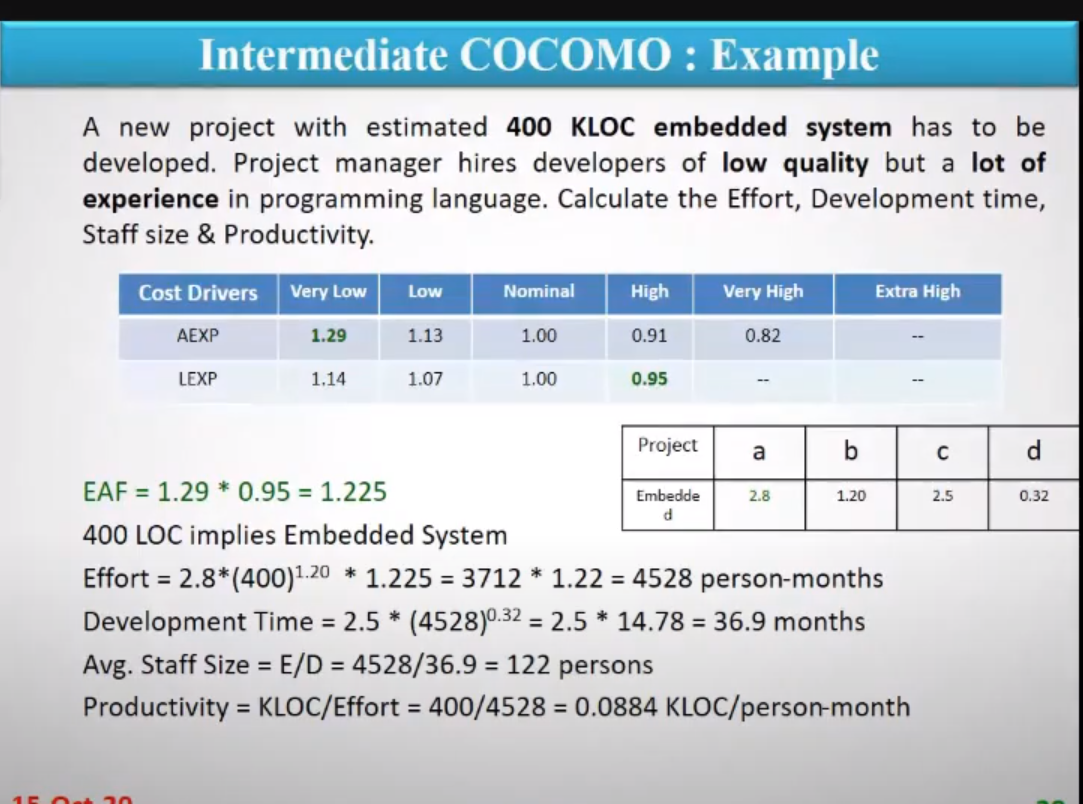 Intermediate COCOMO : Example
A new project with estimated 400 KLOC embedded system has to be
developed. Project manager hires developers of low quality but a lot of
experience in programming language. Calculate the Effort, Development time,
Staff size & Productivity.
Cost Drivers Very Low Low Nominal High Very High Extra High
AEXP 1.29 1.13 1.00 0.91 0.82 --
LEXP 1.14 1.07 1.00 0.95 -- --
Project a b c d
Embedde 2.8 1.20 2.5 0.32
d
EAF = 1.29 * 0.95 = 1.225
400 LOC implies Embedded System
Effort = 2.8*(400)^1.20 * 1.225 = 3712 * 1.22 = 4528 person-months
Development Time = 2.5 * (4528)^0.32 = 2.5 * 14.78 = 36.9 months
Avg. Staff Size = E/D = 4528/36.9 = 122 persons
Productivity = KLOC/Effort = 400/4528 = 0.0884 KLOC/person-month
15-Oct-20